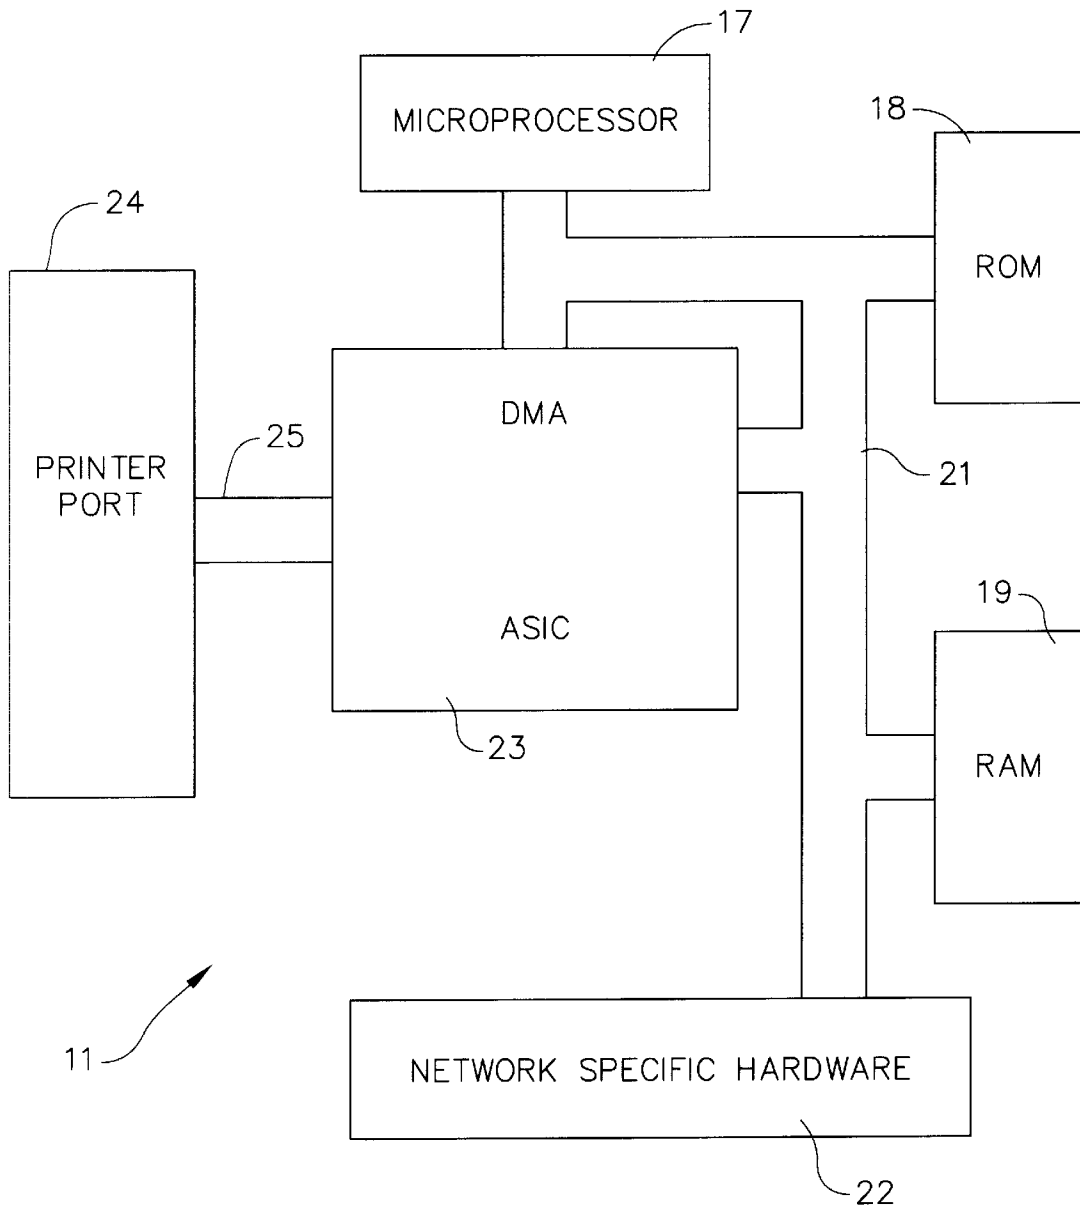 17
MICROPROCESSOR
18
ROM
24
PRINTER
PORT
25
DMA
21
ASIC
19
RAM
23
11
NETWORK SPECIFIC HARDWARE
22